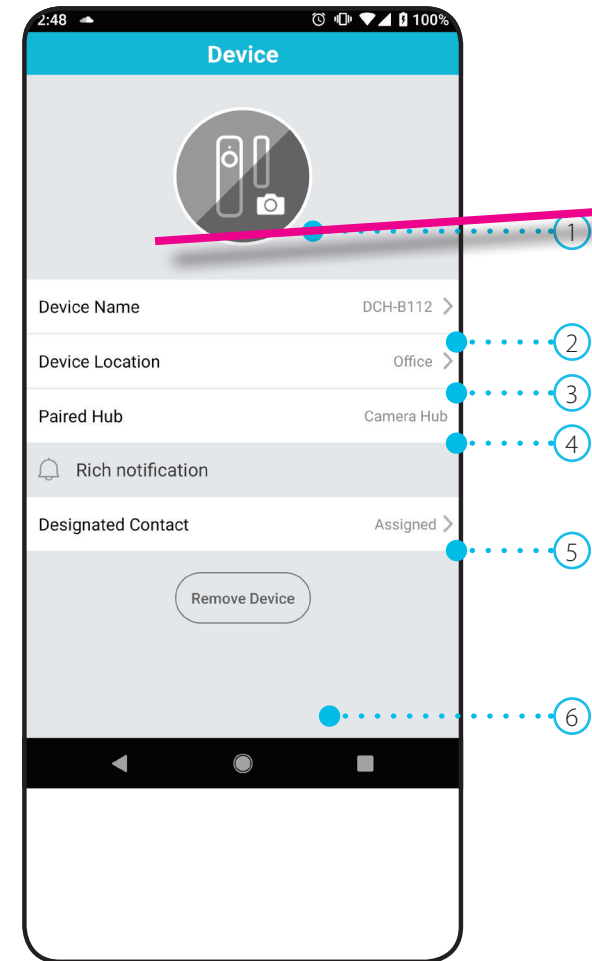 2:48 100%
Device
1
Device Name DCH-B112
2
Device Location Office
3
Paired Hub Camera Hub
4
Rich notification
Designated Contact Assigned
5
Remove Device
6